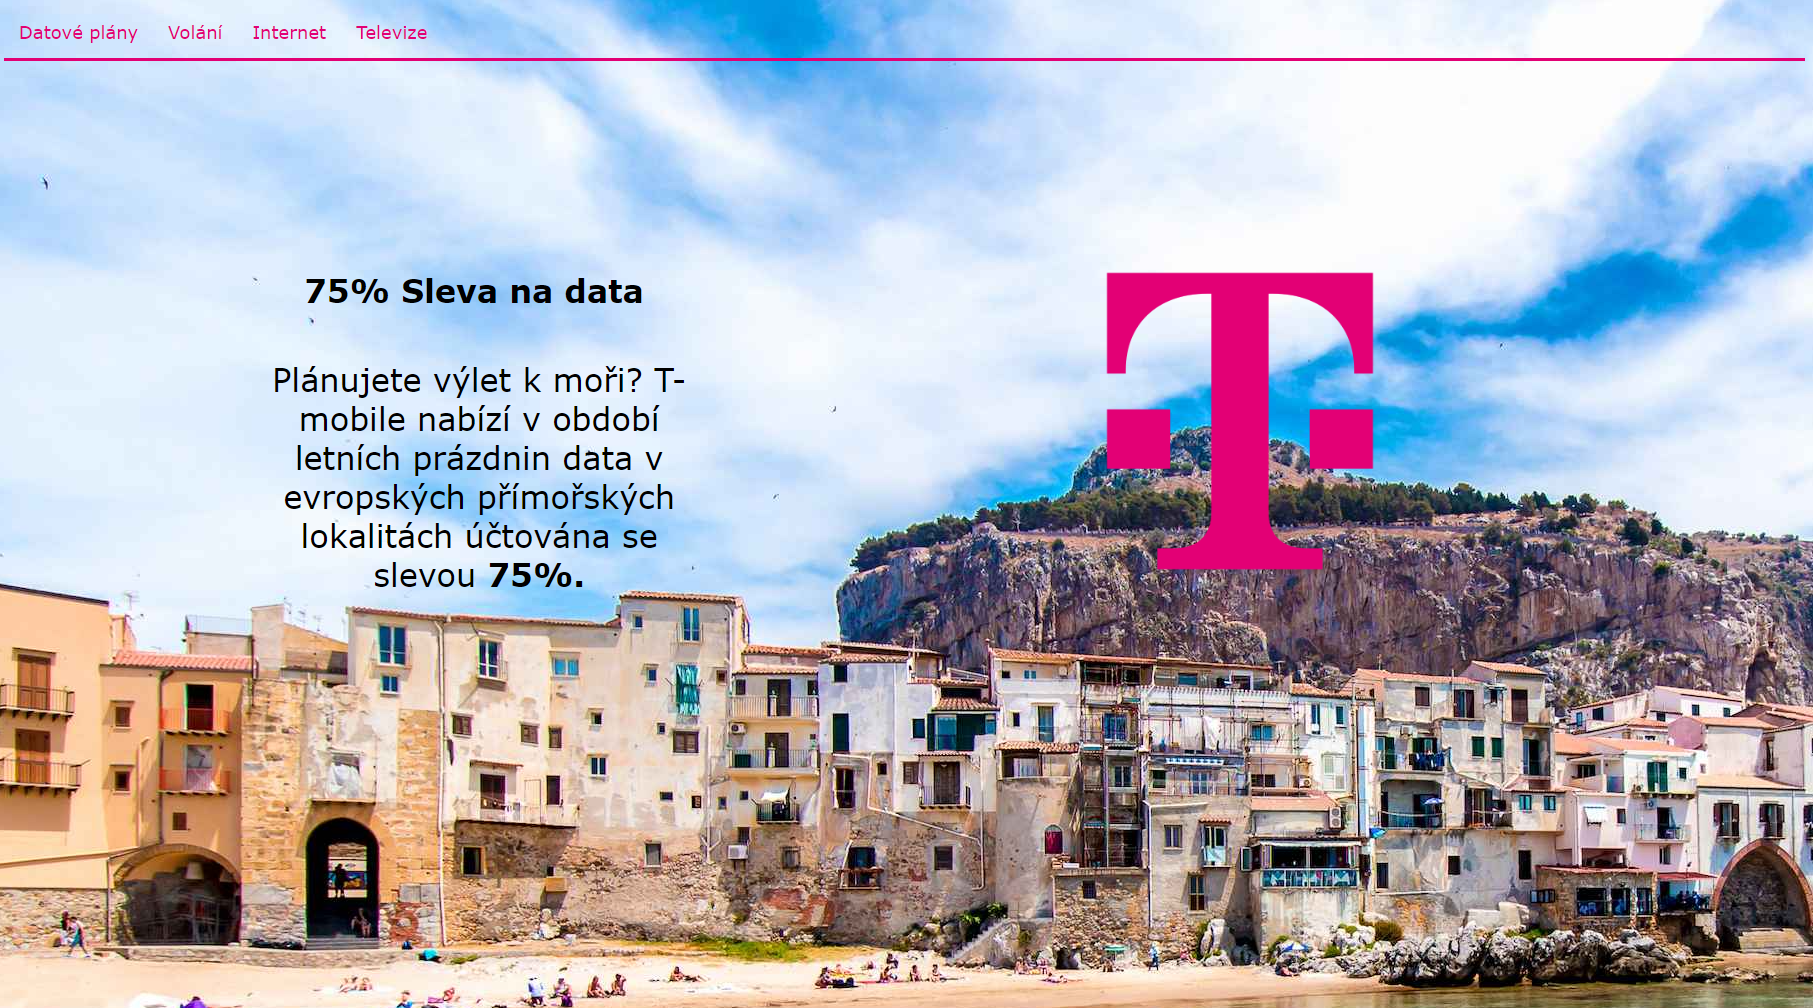 Datové plány Volání Internet Televize
75% Sleva na data
Plánujete výlet k moři? T-
mobile nabízí v období
letních prázdnin data v
evropských přímořských
lokalitách účtována se
slevou 75%.
T